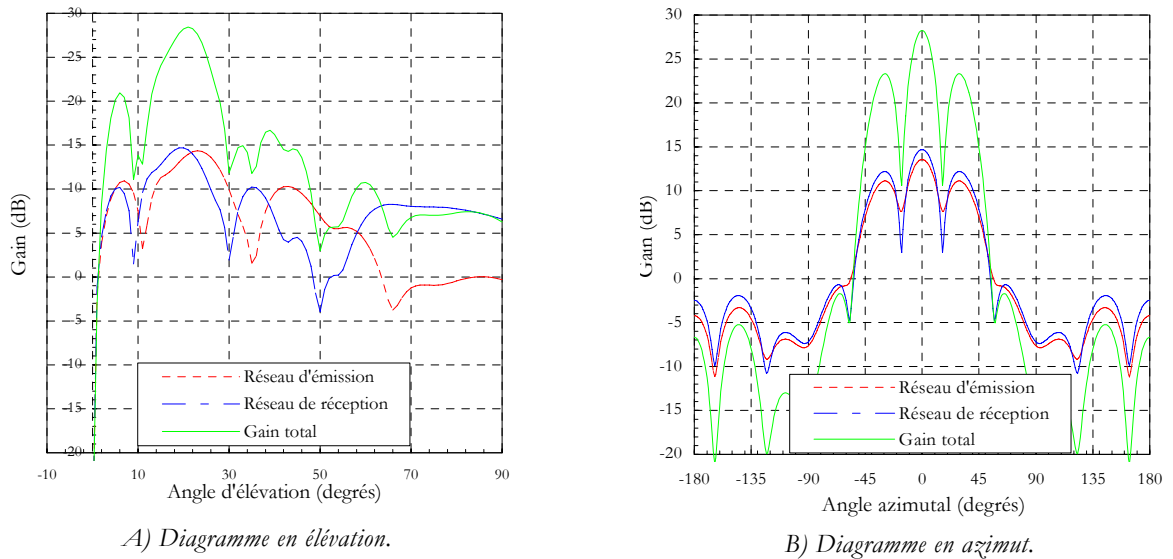 30
25
20
15
10
5
0
-5
-10
-15
-20
Gain (dB)
Réseau d'émission
Réseau de réception
Gain total
-10 10 30 50 70 90
Angle d'élévation (degrés)
A) Diagramme en élévation.
30
25
20
15
10
5
0
-5
-10
-15
-20
Gain (dB)
Réseau d'émission
Réseau de réception
Gain total
-180 -135 -90 -45 0 45 90 135 180
Angle azimutal (degrés)
B) Diagramme en azimut.